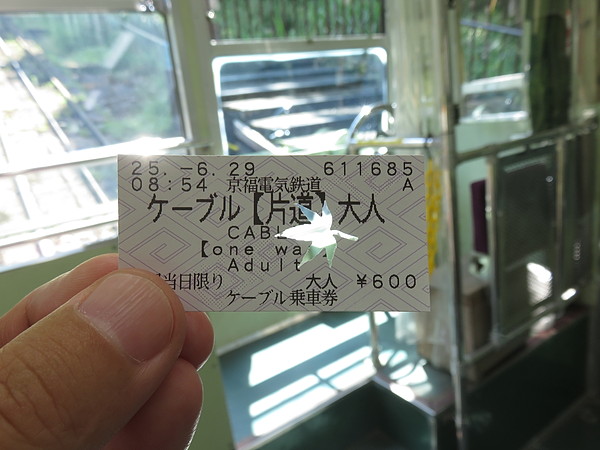 25.-6.29 611685
08:54 京福電気鉄道 A
ケーブル【片道】大人
CABL
【one wa
Adult
当日限り 大人 ¥600
ケーブル乗車券